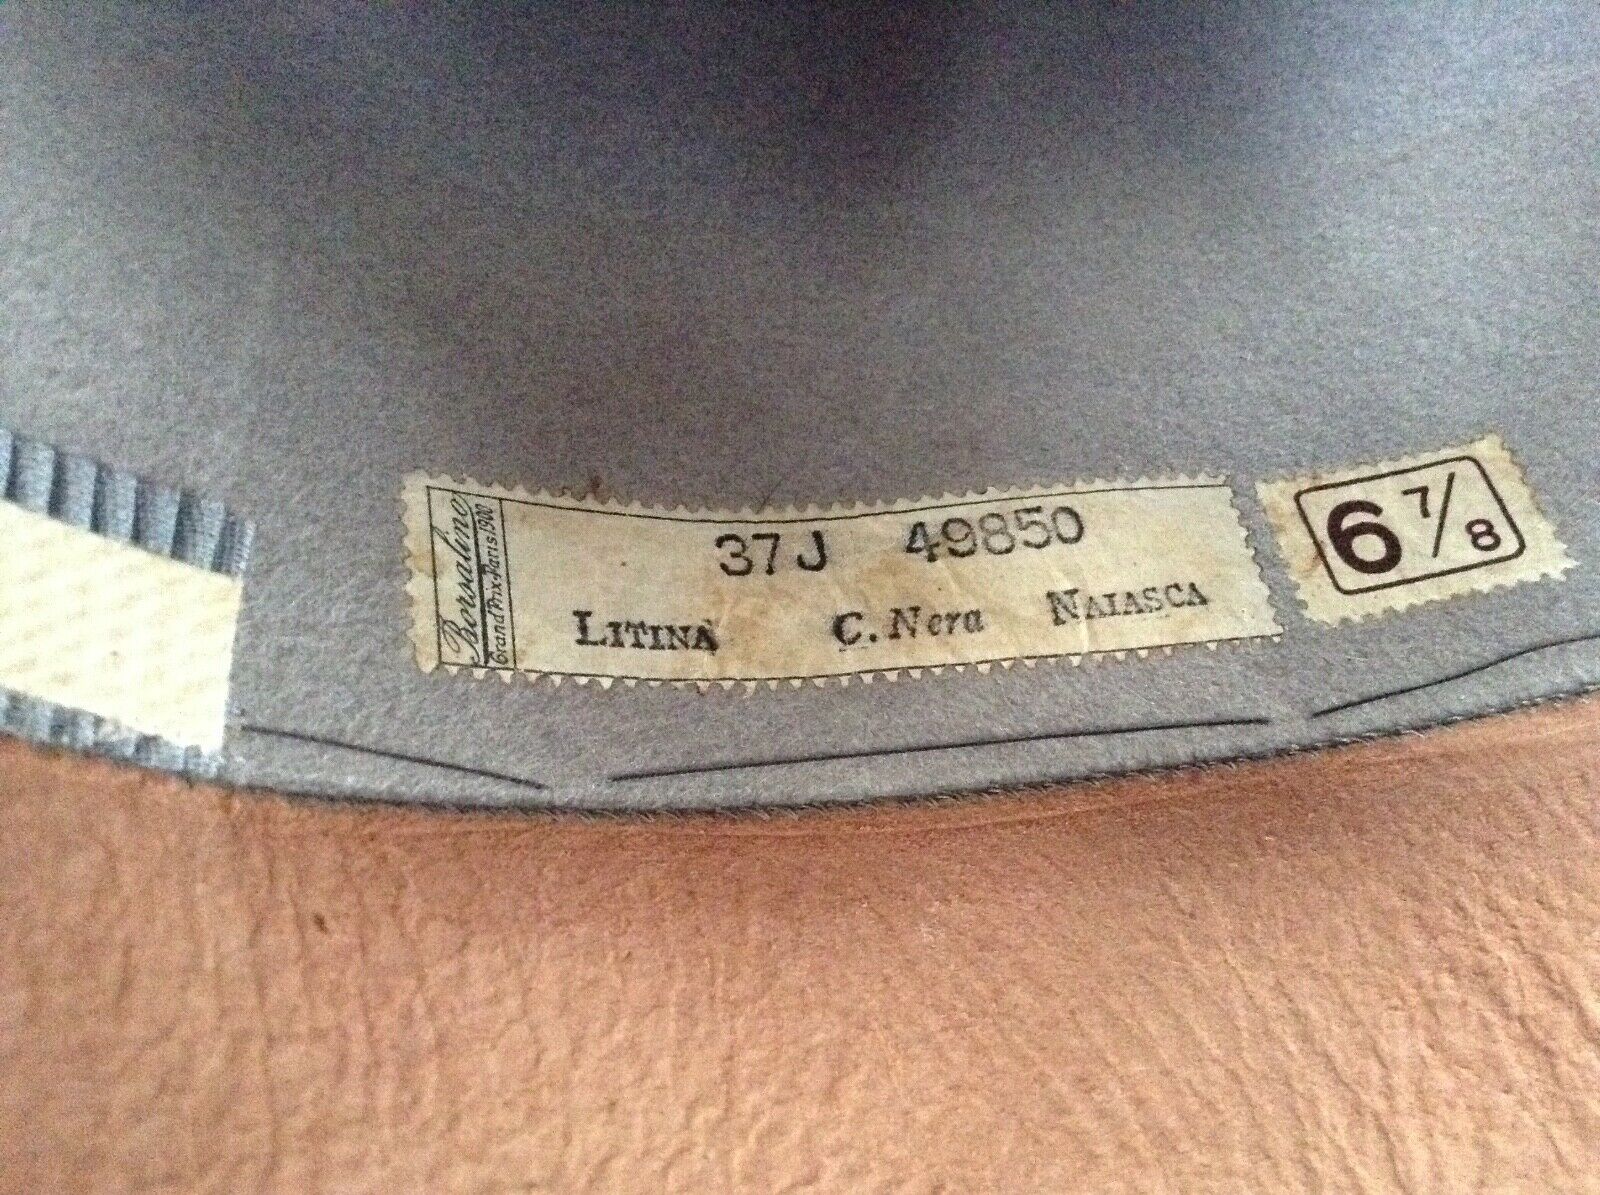 Borsalino
Grand Prix-Paris 1900
37J 49850
LITINA C. Nera NAIASCA
6 7/8